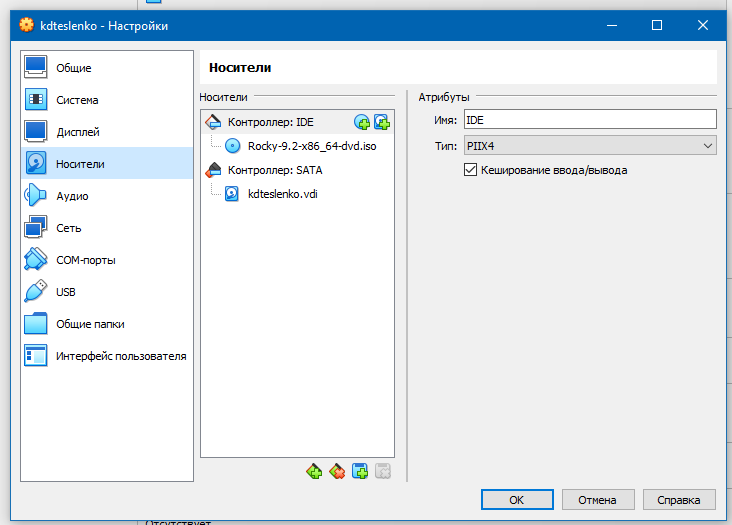 kdteslenko - Настройки
Общие
Система
Дисплей
Носители
Аудио
Сеть
COM-порты
USB
Общие папки
Интерфейс пользователя
Носители
Носители
Контроллер: IDE
Rocky-9.2-x86_64-dvd.iso
Контроллер: SATA
kdteslenko.vdi
Атрибуты
Имя: IDE
Тип: PIIX4
Кеширование ввода/вывода
OK Отмена Справка
Отсутствует